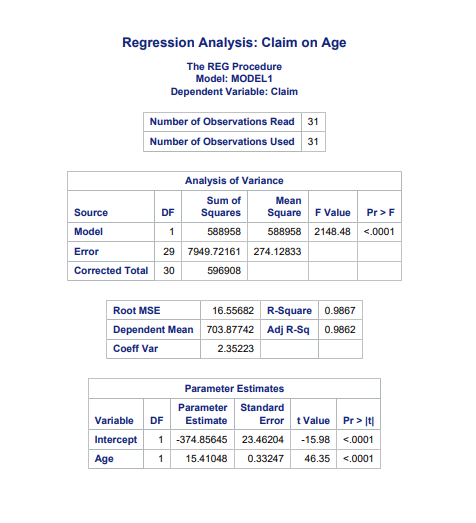 Regression Analysis: Claim on Age
The REG Procedure
Model: MODEL1
Dependent Variable: Claim
Number of Observations Read 31
Number of Observations Used 31
Analysis of Variance
Source DF Sum of Squares Mean Square F Value Pr > F
Model 1 588958 588958 2148.48 <.0001
Error 29 7949.72161 274.12833
Corrected Total 30 596908
Root MSE 16.55682 R-Square 0.9867
Dependent Mean 703.87742 Adj R-Sq 0.9862
Coeff Var 2.35223
Parameter Estimates
Variable DF Parameter Estimate Standard Error t Value Pr > |t|
Intercept 1 -374.85645 23.46204 -15.98 <.0001
Age 1 15.41048 0.33247 46.35 <.0001